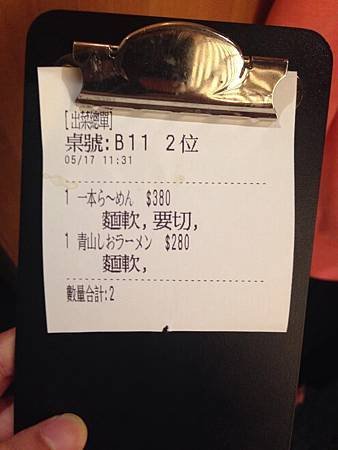 [出菜總單]
桌號:B11 2位
05/17 11:31
1 一本ら～めん $380
麵軟,要切,
1 青山しおラーメン $280
麵軟,
數量合計:2